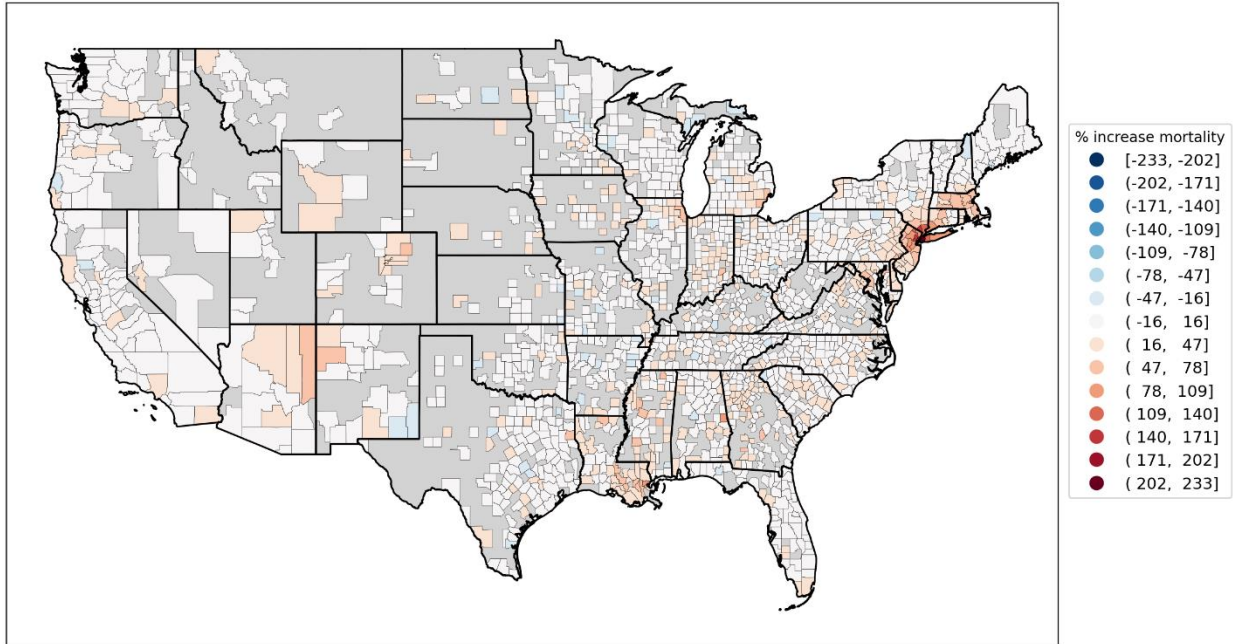 % increase mortality
[-233, -202]
(-202, -171]
(-171, -140]
(-140, -109]
(-109, -78]
( -78, -47]
( -47, -16]
( -16, 16]
( 16, 47]
( 47, 78]
( 78, 109]
( 109, 140]
( 140, 171]
( 171, 202]
( 202, 233]